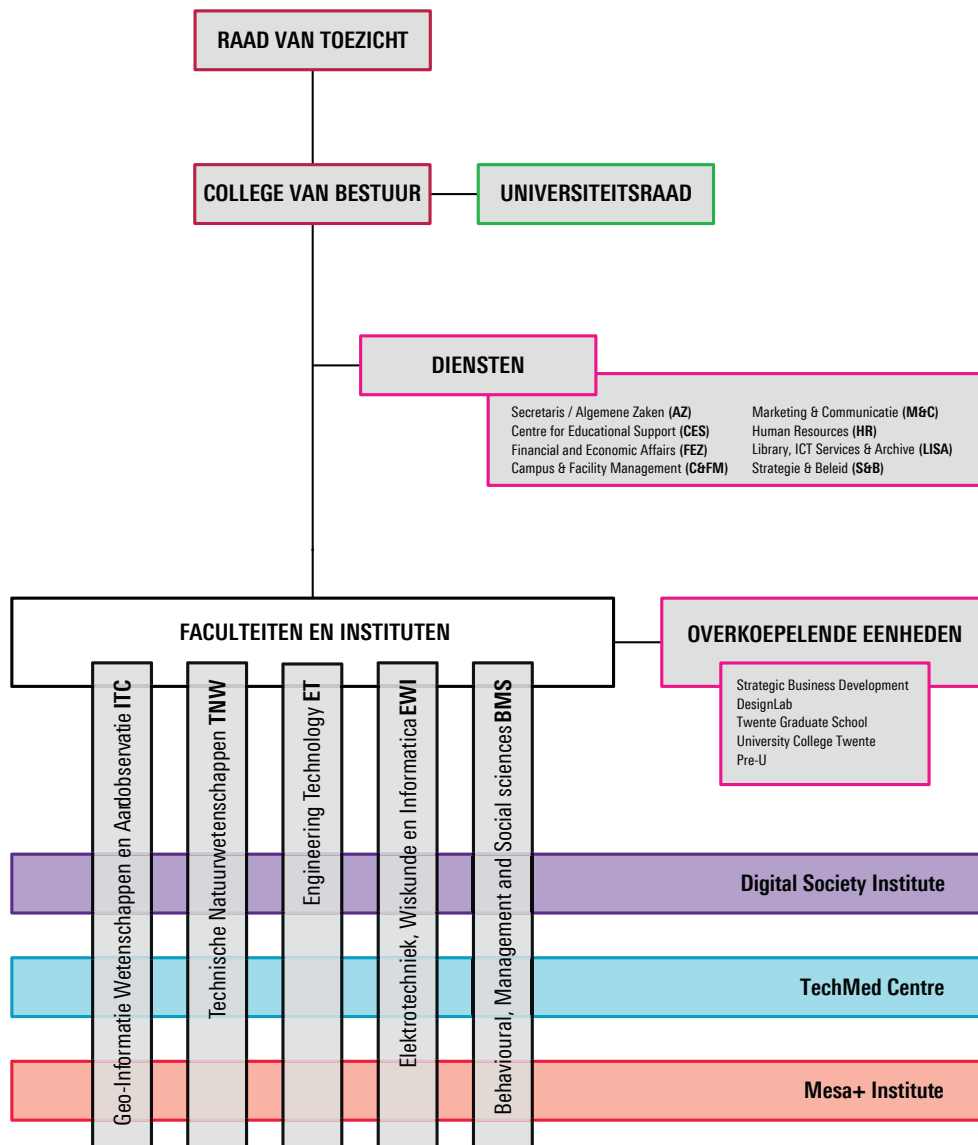 RAAD VAN TOEZICHT
COLLEGE VAN BESTUUR
UNIVERSITEITSRAAD
DIENSTEN
Secretaris / Algemene Zaken (AZ)
Centre for Educational Support (CES)
Financial and Economic Affairs (FEZ)
Campus & Facility Management (C&FM)
Marketing & Communicatie (M&C)
Human Resources (HR)
Library, ICT Services & Archive (LISA)
Strategie & Beleid (S&B)
FACULTEITEN EN INSTITUTEN
OVERKOEPELENDE EENHEDEN
Strategic Business Development
DesignLab
Twente Graduate School
University College Twente
Pre-U
Geo-Informatie Wetenschappen en Aardobservatie ITC
Technische Natuurwetenschappen TNW
Engineering Technology ET
Elektrotechniek, Wiskunde en Informatica EWI
Behavioural, Management and Social sciences BMS
Digital Society Institute
TechMed Centre
Mesa+ Institute